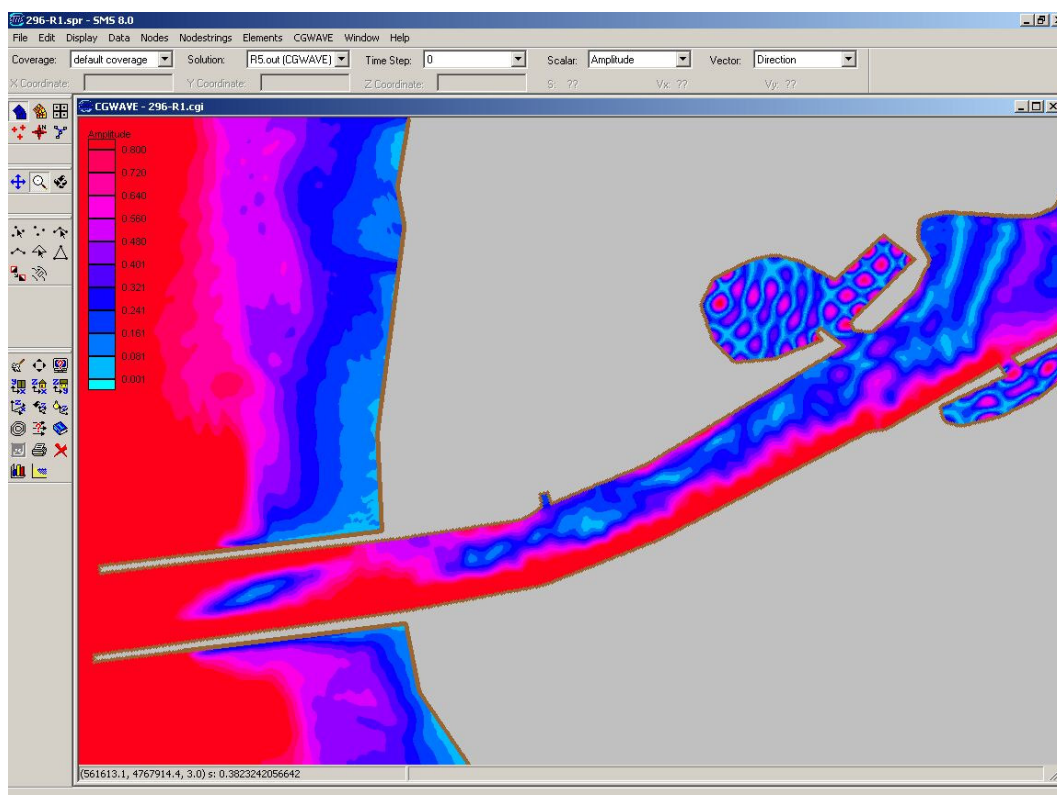 296-R1.spr - SMS 8.0
File Edit Display Data Nodes Nodestrings Elements CGWAVE Window Help
Coverage: default coverage Solution: R5.out (CGWAVE) Time Step: 0 Scalar: Amplitude Vector: Direction
X Coordinate: Y Coordinate: Z Coordinate: S: ?? Vx: ?? Vy: ??
CGWAVE - 296-R1.cgi
Amplitude
0.800
0.720
0.640
0.560
0.480
0.401
0.321
0.241
0.161
0.081
0.001
(561613.1, 4767914.4, 3.0) s: 0.3823242056642